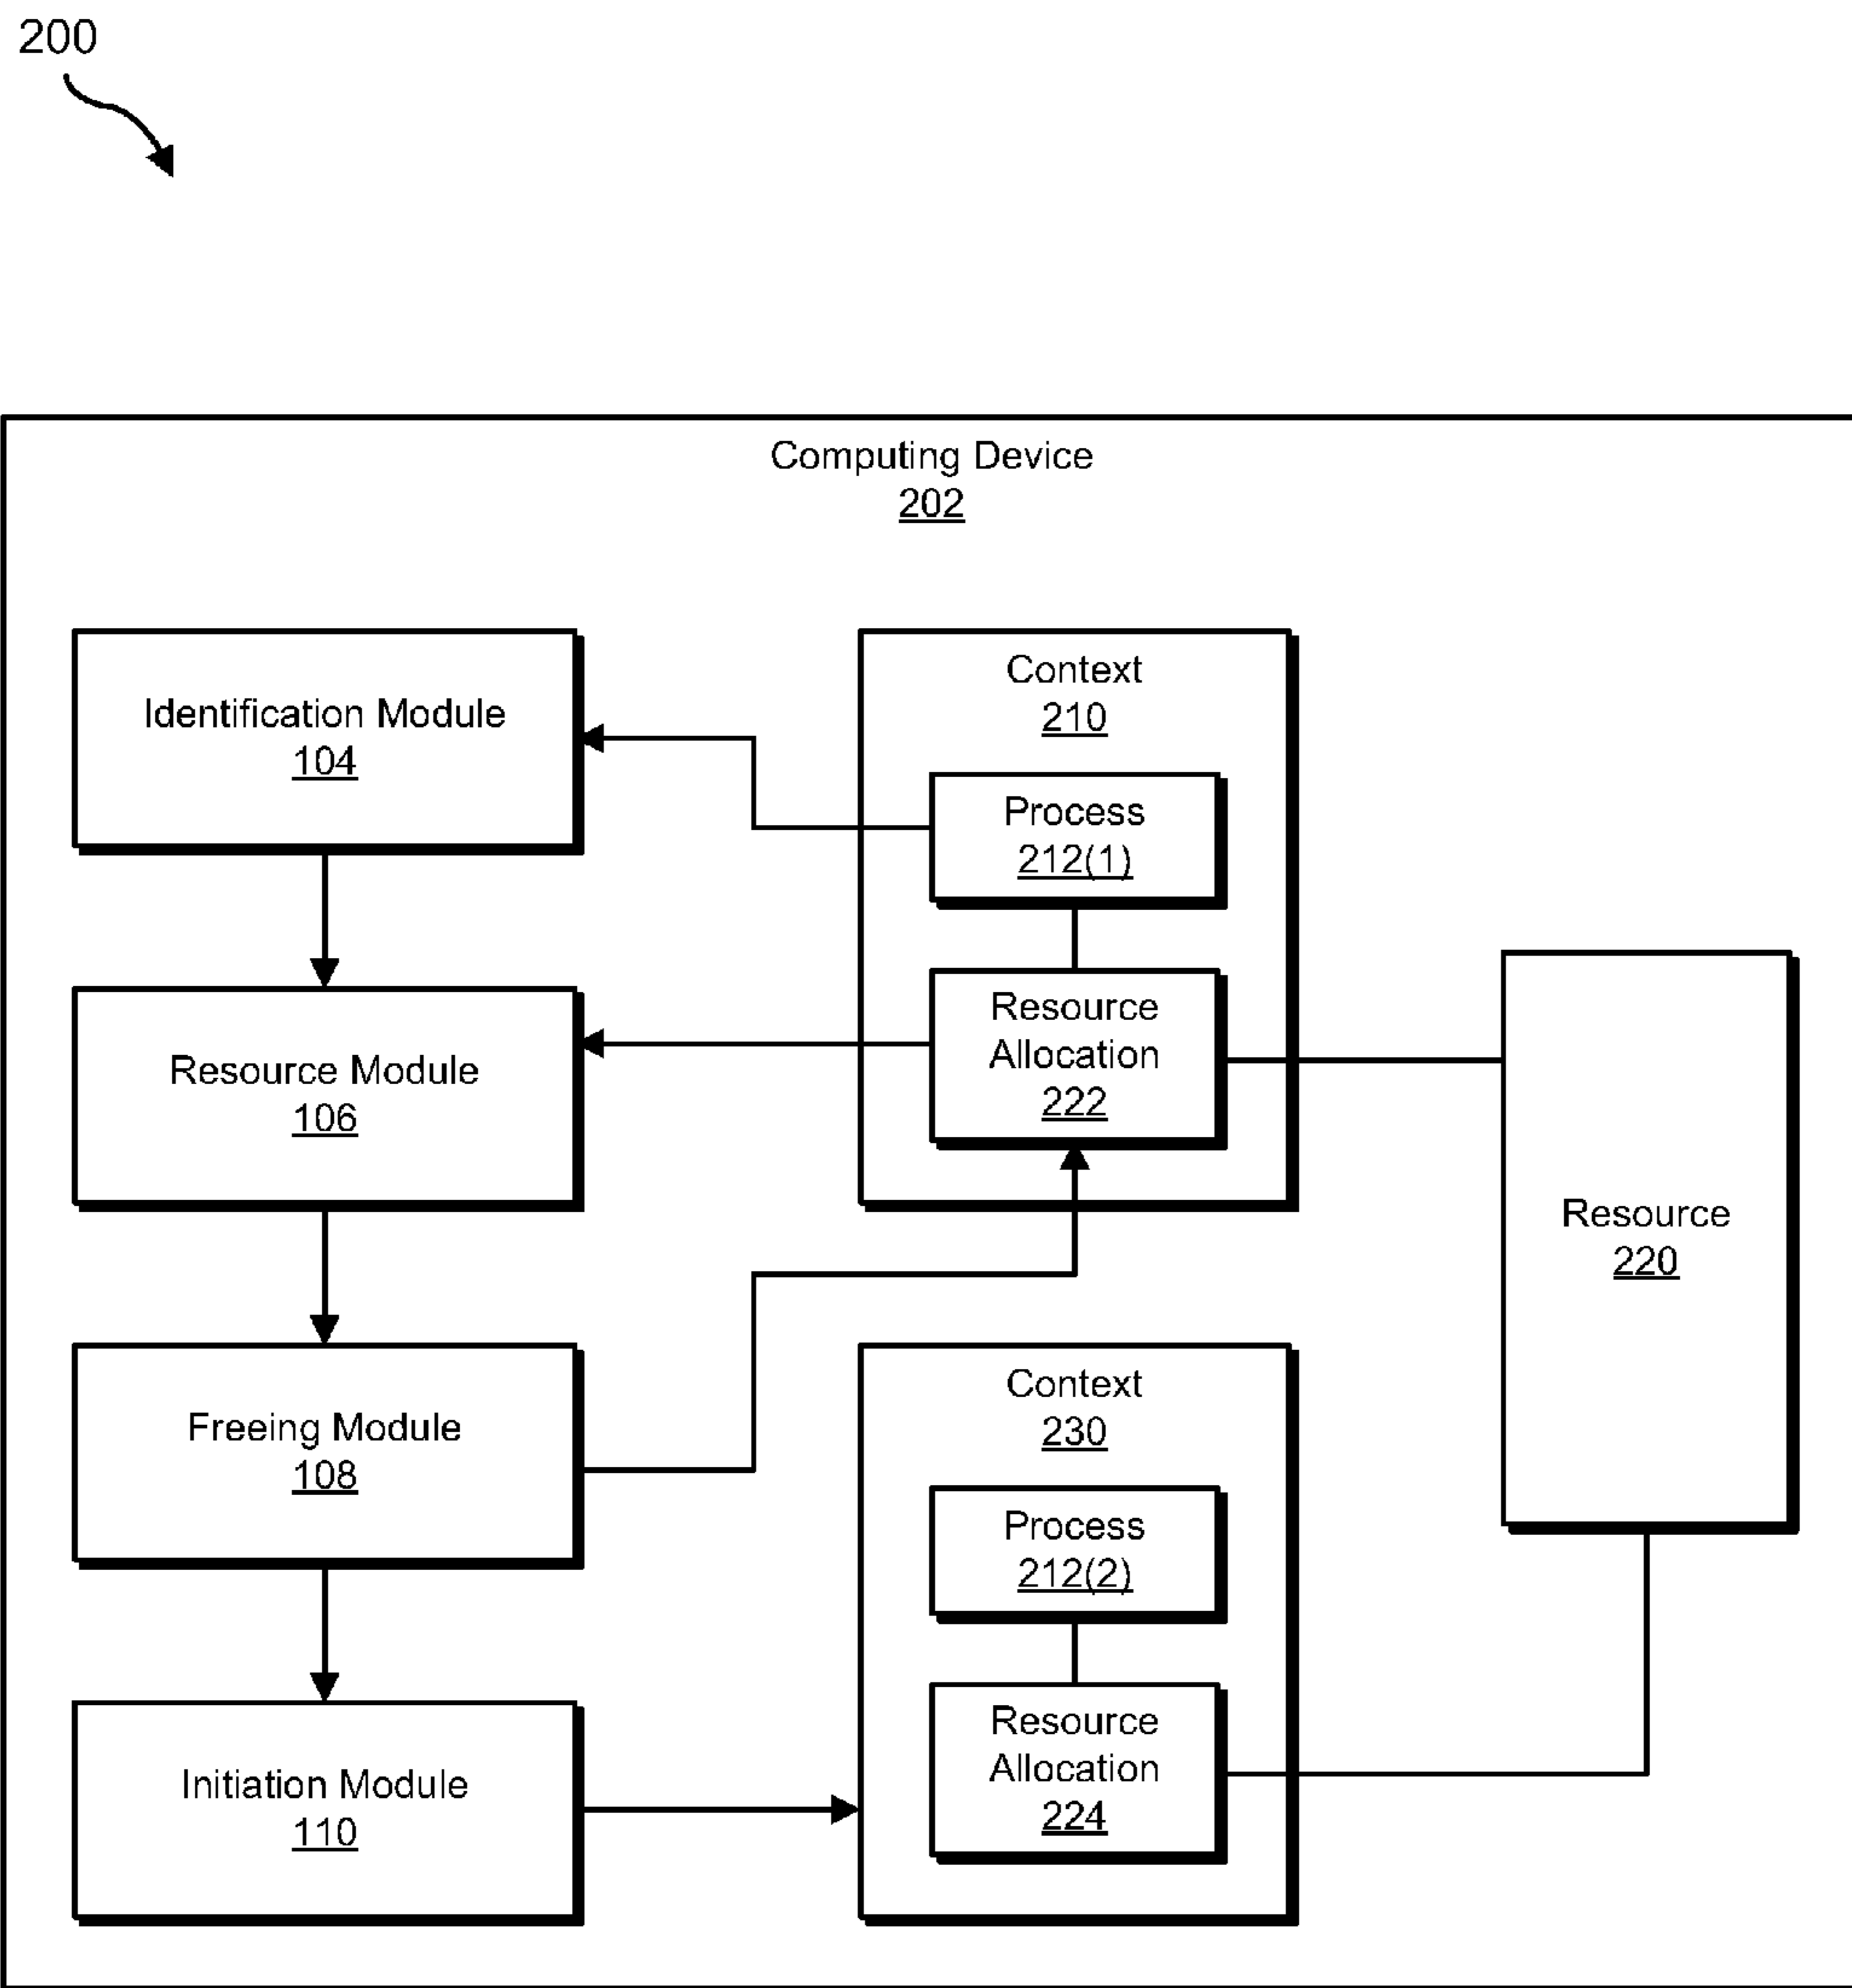 200
Computing Device
202
Identification Module
104
Context
210
Process
212(1)
Resource
Allocation
222
Resource Module
106
Resource
220
Freeing Module
108
Context
230
Process
212(2)
Resource
Allocation
224
Initiation Module
110